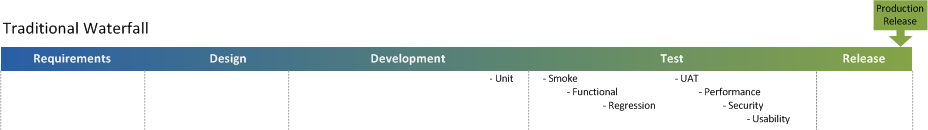 Production
Release
Traditional Waterfall
Requirements Design Development Test Release
- Unit - Smoke - UAT
- Functional - Performance
- Regression - Security
- Usability